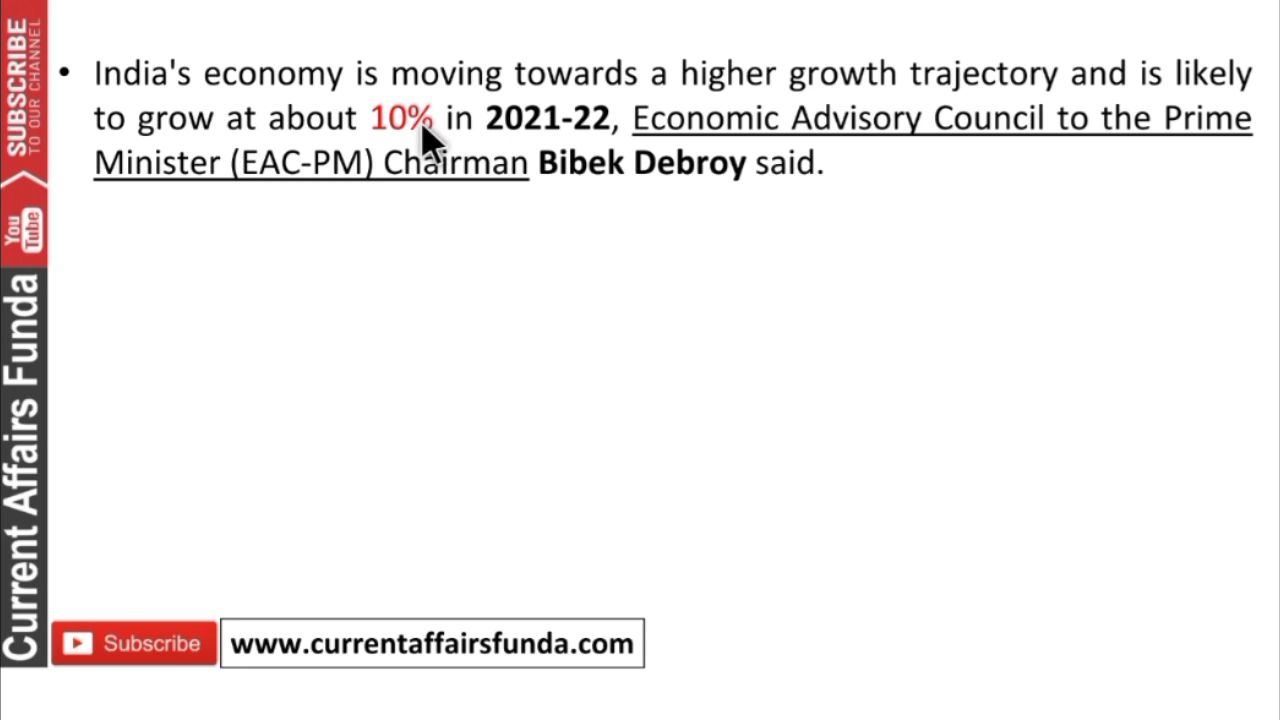 • India's economy is moving towards a higher growth trajectory and is likely
to grow at about 10% in 2021-22, Economic Advisory Council to the Prime
Minister (EAC-PM) Chairman Bibek Debroy said.
SUBSCRIBE
TO OUR CHANNEL
You
Tube
Current Affairs Funda
Subscribe
www.currentaffairsfunda.com